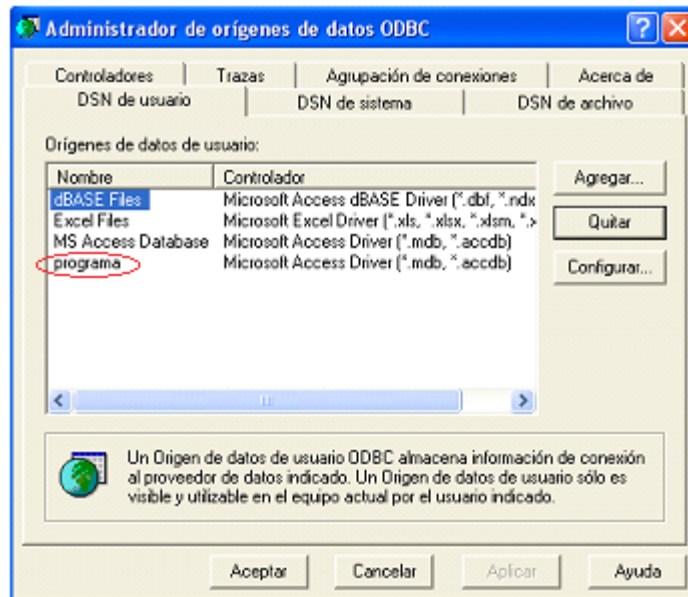 Administrador de orígenes de datos ODBC
Controladores Trazas Agrupación de conexiones Acerca de
DSN de usuario DSN de sistema DSN de archivo
Orígenes de datos de usuario:
Nombre Controlador
dBASE Files Microsoft Access dBASE Driver (*.dbf, *.ndx
Excel Files Microsoft Excel Driver (*.xls, *.xlsx, *.xlsm, *.x
MS Access Database Microsoft Access Driver (*.mdb, *.accdb)
programa Microsoft Access Driver (*.mdb, *.accdb)
Agregar...
Quitar
Configurar...
Un Origen de datos de usuario ODBC almacena información de conexión
al proveedor de datos indicado. Un Origen de datos de usuario sólo es
visible y utilizable en el equipo actual por el usuario indicado.
Aceptar Cancelar Aplicar Ayuda